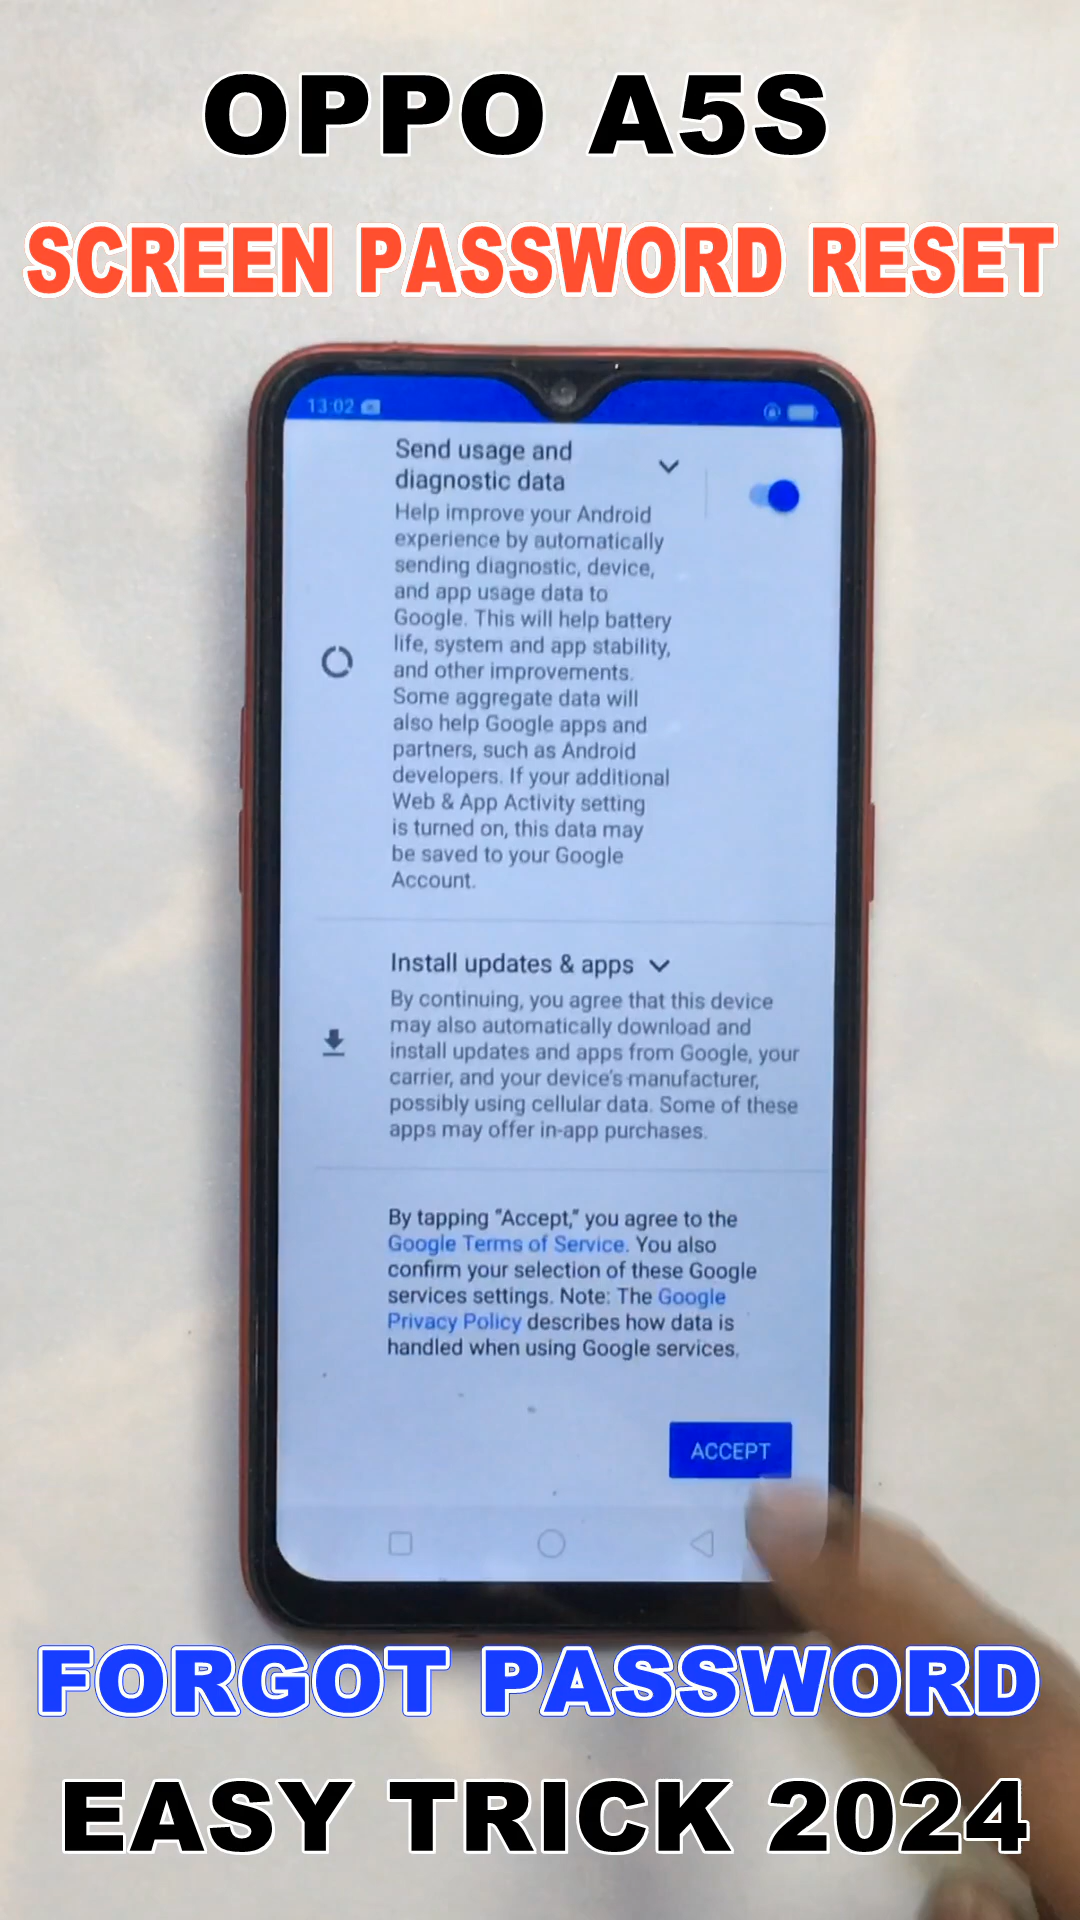 OPPO A5S
SCREEN PASSWORD RESET
13:02
Send usage and
diagnostic data
Help improve your Android
experience by automatically
sending diagnostic, device,
and app usage data to
Google. This will help battery
life, system and app stability,
and other improvements.
Some aggregate data will
also help Google apps and
partners, such as Android
developers. If your additional
Web & App Activity setting
is turned on, this data may
be saved to your Google
Account.
Install updates & apps
By continuing, you agree that this device
may also automatically download and
install updates and apps from Google, your
carrier, and your device's manufacturer,
possibly using cellular data. Some of these
apps may offer in-app purchases.
By tapping “Accept,” you agree to the
Google Terms of Service. You also
confirm your selection of these Google
services settings. Note: The Google
Privacy Policy describes how data is
handled when using Google services.
ACCEPT
FORGOT PASSWORD
EASY TRICK 2024